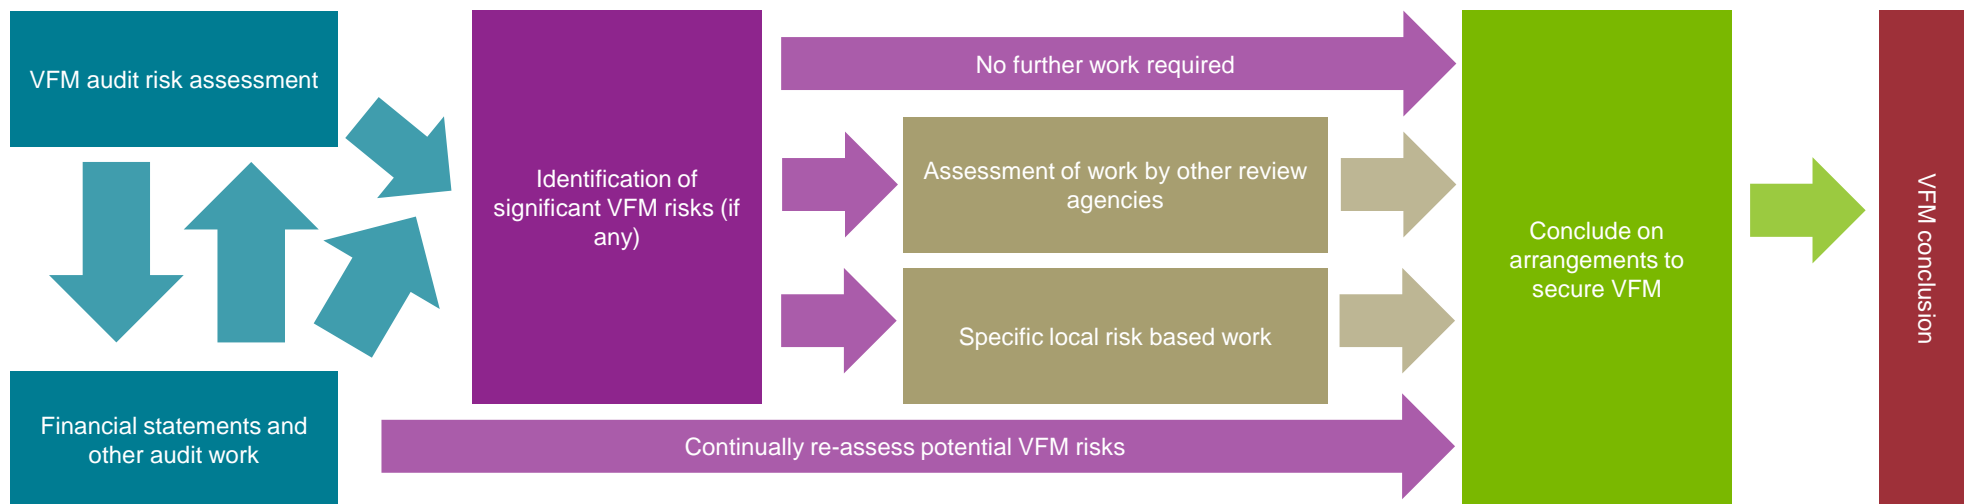 VFM audit risk assessment
Financial statements and
other audit work
Identification of
significant VFM risks (if
any)
No further work required
Assessment of work by other review
agencies
Specific local risk based work
Continually re-assess potential VFM risks
Conclude on
arrangements to
secure VFM
VFM conclusion